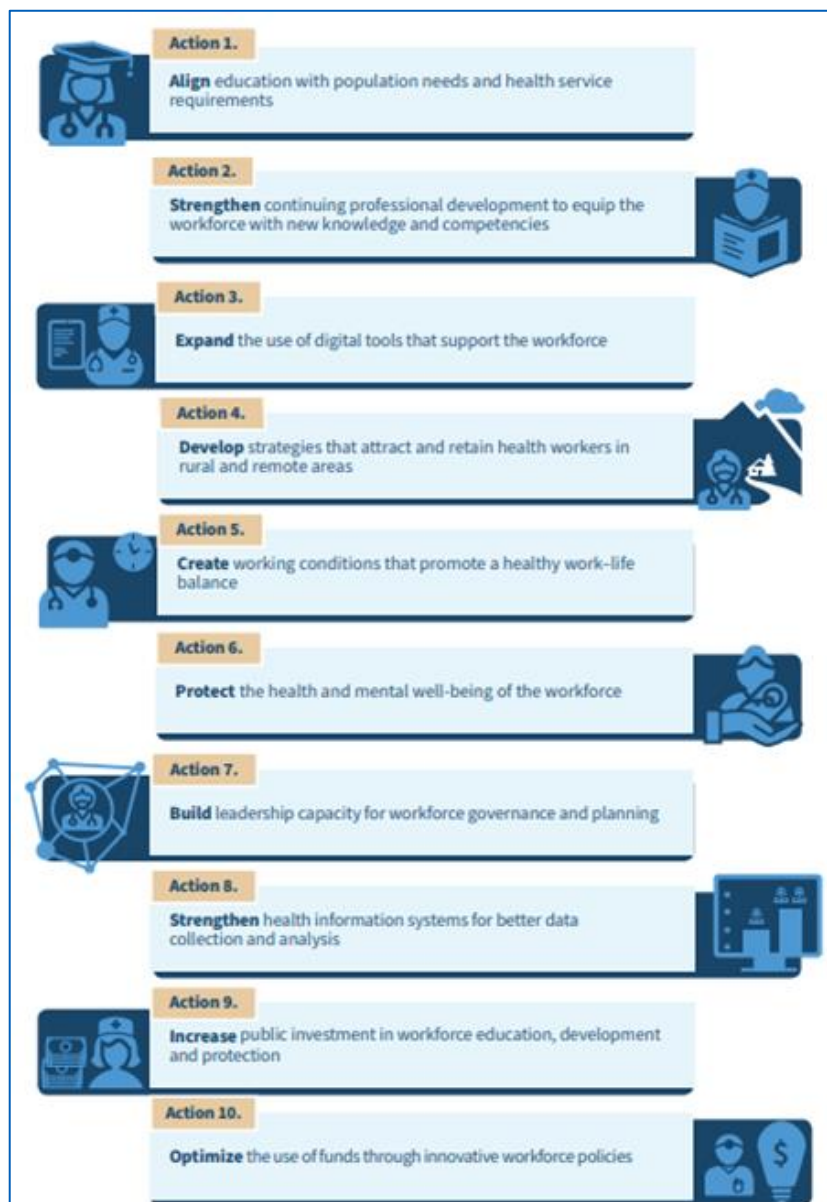 Action 1.
Align education with population needs and health service
requirements
Action 2.
Strengthen continuing professional development to equip the
workforce with new knowledge and competencies
Action 3.
Expand the use of digital tools that support the workforce
Action 4.
Develop strategies that attract and retain health workers in
rural and remote areas
Action 5.
Create working conditions that promote a healthy work–life
balance
Action 6.
Protect the health and mental well-being of the workforce
Action 7.
Build leadership capacity for workforce governance and planning
Action 8.
Strengthen health information systems for better data
collection and analysis
Action 9.
Increase public investment in workforce education, development
and protection
Action 10.
Optimize the use of funds through innovative workforce policies
$